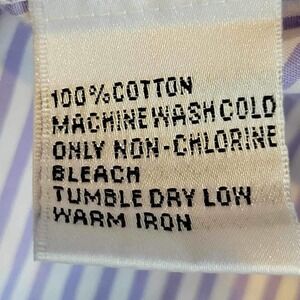 100%COTTON
MACHINE WASH COLD
ONLY NON-CHLORINE
BLEACH
TUMBLE DRY LOW
WARM IRON